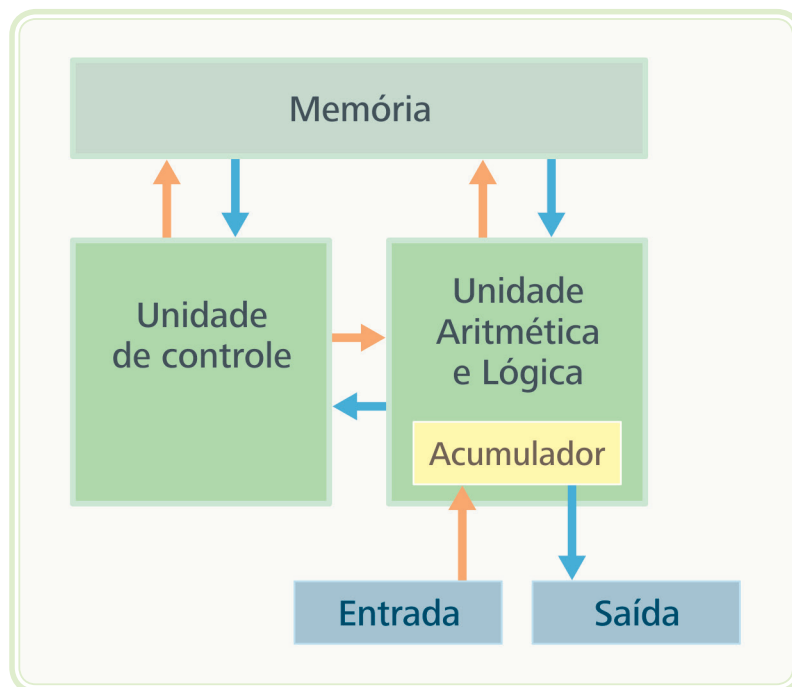 Memória
Unidade
de controle
Unidade
Aritmética
e Lógica
Acumulador
Entrada
Saída